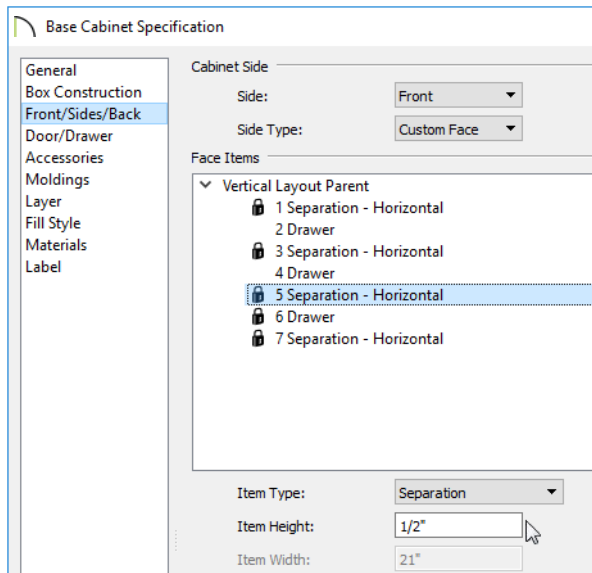 Base Cabinet Specification
General
Box Construction
Front/Sides/Back
Door/Drawer
Accessories
Moldings
Layer
Fill Style
Materials
Label
Cabinet Side
Side: Front
Side Type: Custom Face
Face Items
Vertical Layout Parent
1 Separation - Horizontal
2 Drawer
3 Separation - Horizontal
4 Drawer
5 Separation - Horizontal
6 Drawer
7 Separation - Horizontal
Item Type: Separation
Item Height: 1/2"
Item Width: 21"